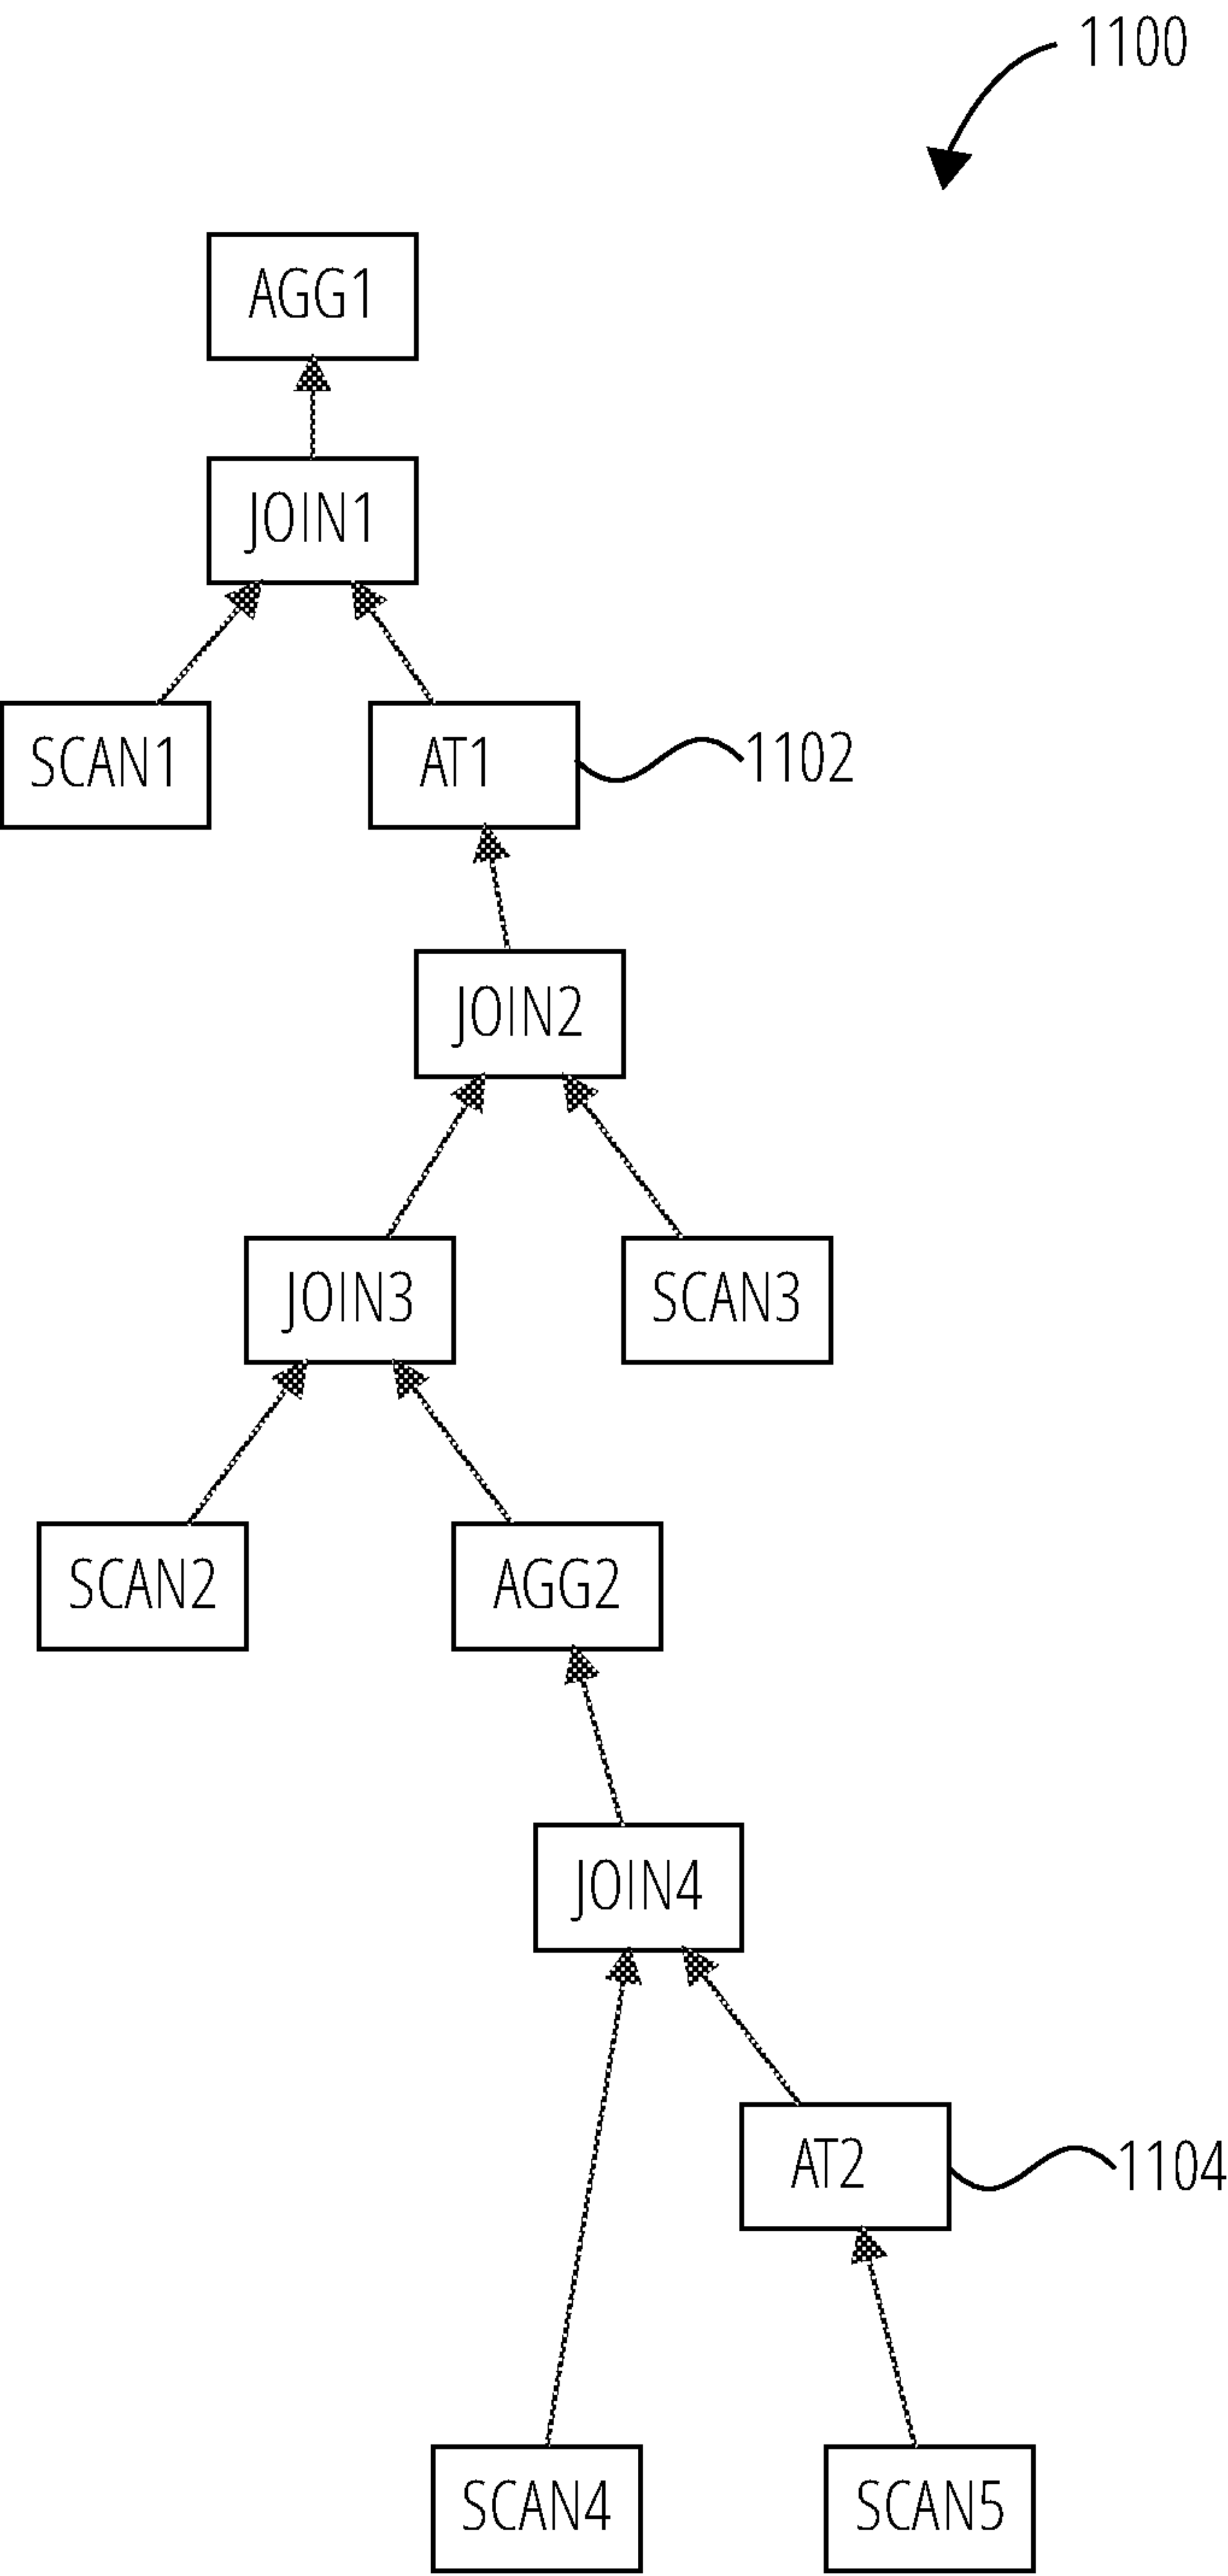 1100
AGG1
JOIN1
SCAN1
AT1
1102
JOIN2
JOIN3
SCAN3
SCAN2
AGG2
JOIN4
AT2
1104
SCAN4
SCAN5